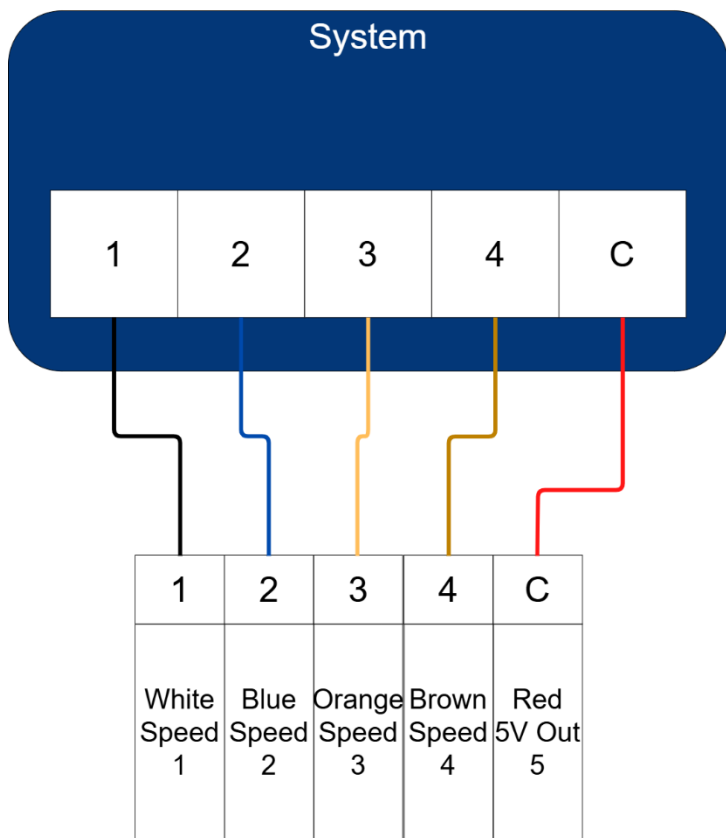 System
1
2
3
4
C
1
2
3
4
C
White
Speed
1
Blue
Speed
2
Orange
Speed
3
Brown
Speed
4
Red
5V Out
5